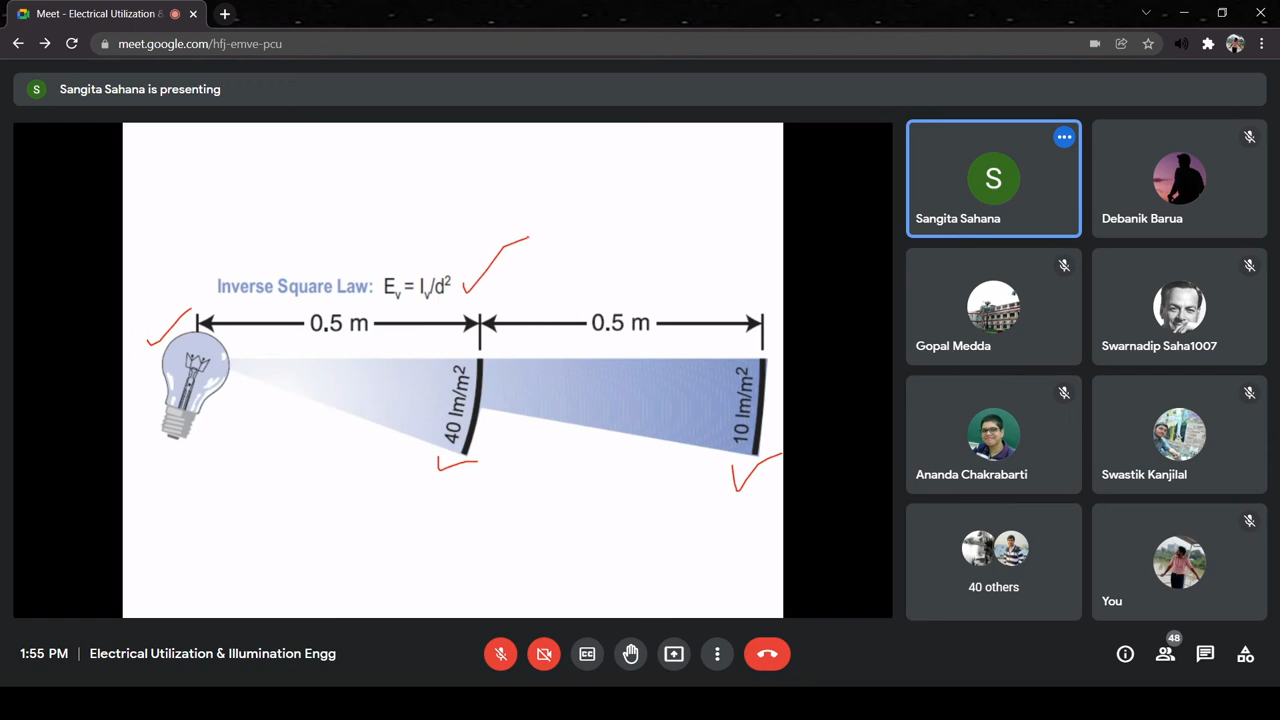 Meet - Electrical Utilization &
meet.google.com/hfj-emve-pcu
S Sangita Sahana is presenting
Inverse Square Law: Ev = Iv/d²
0.5 m 0.5 m
40 lm/m²
10 lm/m²
S
Sangita Sahana
Debanik Barua
Gopal Medda
Swarnadip Saha1007
Ananda Chakrabarti
Swastik Kanjilal
40 others
You
1:55 PM | Electrical Utilization & Illumination Engg
48